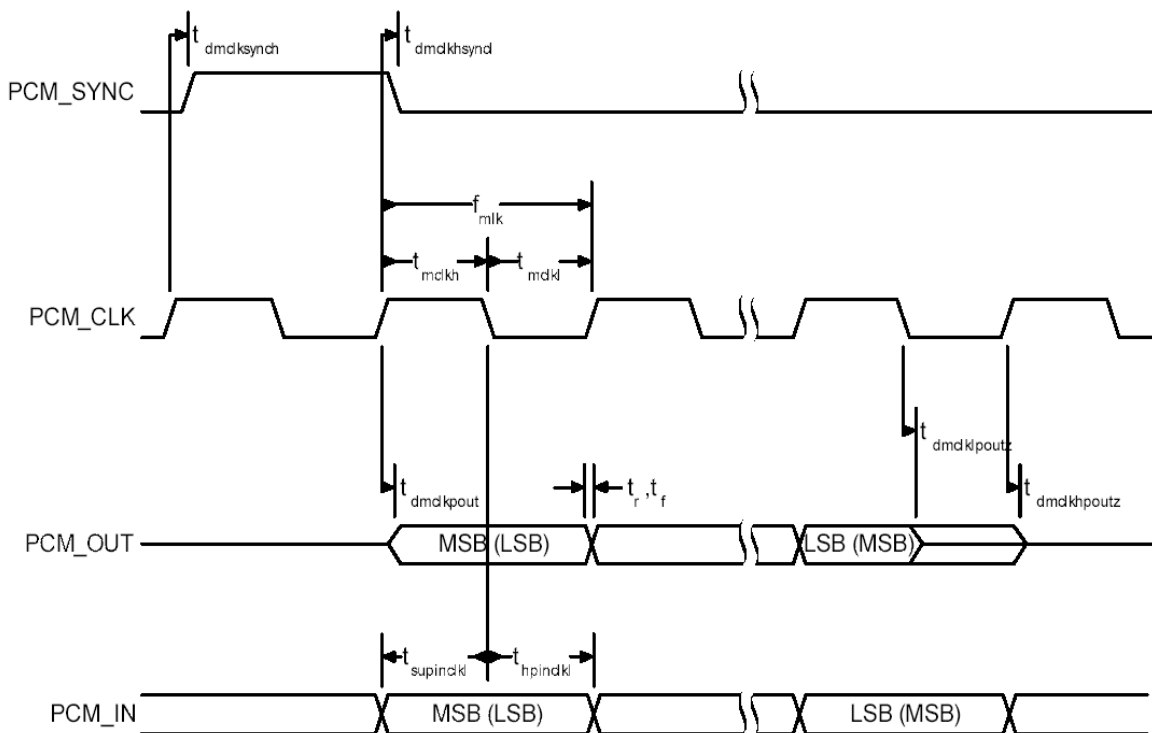 t dmclksynch
t dmclkhsyncl
PCM_SYNC
f mlk
t mclkh
t mclkl
PCM_CLK
t dmclklpoutz
t dmclkpout
t r ,t f
t dmclkhpoutz
PCM_OUT
MSB (LSB)
LSB (MSB)
t supinclkl
t hpinclkl
PCM_IN
MSB (LSB)
LSB (MSB)